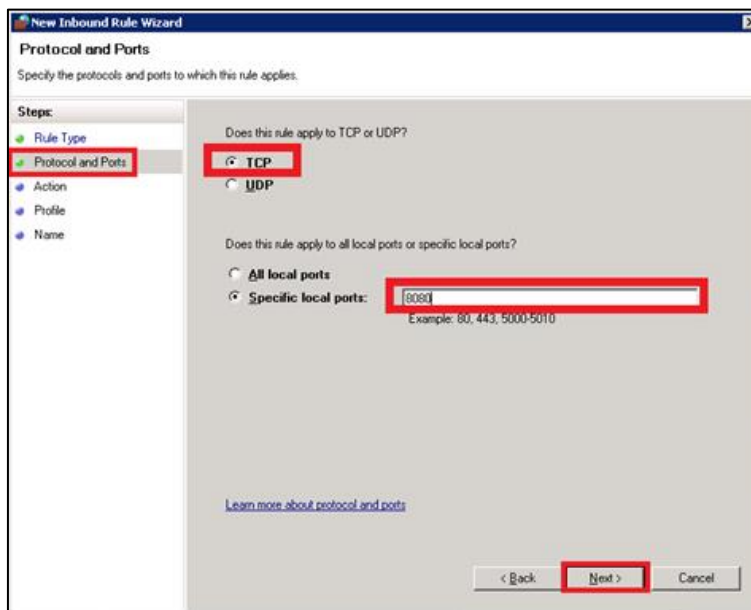 New Inbound Rule Wizard
Protocol and Ports
Specify the protocols and ports to which this rule applies.
Steps:
Rule Type
Protocol and Ports
Action
Profile
Name
Does this rule apply to TCP or UDP?
TCP
UDP
Does this rule apply to all local ports or specific local ports?
All local ports
Specific local ports:
8080
Example: 80, 443, 5000-5010
Learn more about protocol and ports
< Back
Next >
Cancel